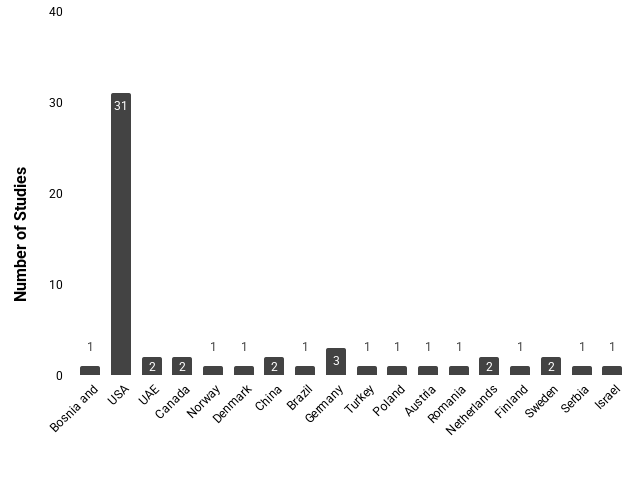 40
30
20
10
0
Number of Studies
1
31
2
2
1
1
2
1
3
1
1
1
1
2
1
2
1
1
Bosnia and
USA
UAE
Canada
Norway
Denmark
China
Brazil
Germany
Turkey
Poland
Austria
Romania
Netherlands
Finland
Sweden
Serbia
Israel